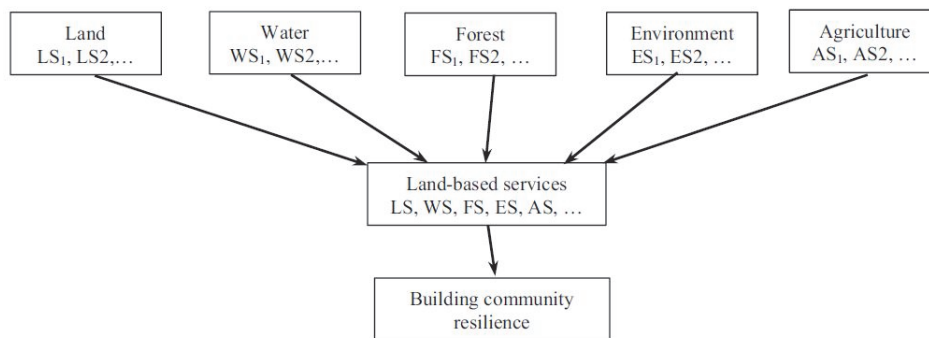 Land
LS₁, LS2,...
Water
WS₁, WS2,...
Forest
FS₁, FS2, ...
Environment
ES₁, ES2, ...
Agriculture
AS₁, AS2, ...
Land-based services
LS, WS, FS, ES, AS, ...
Building community
resilience